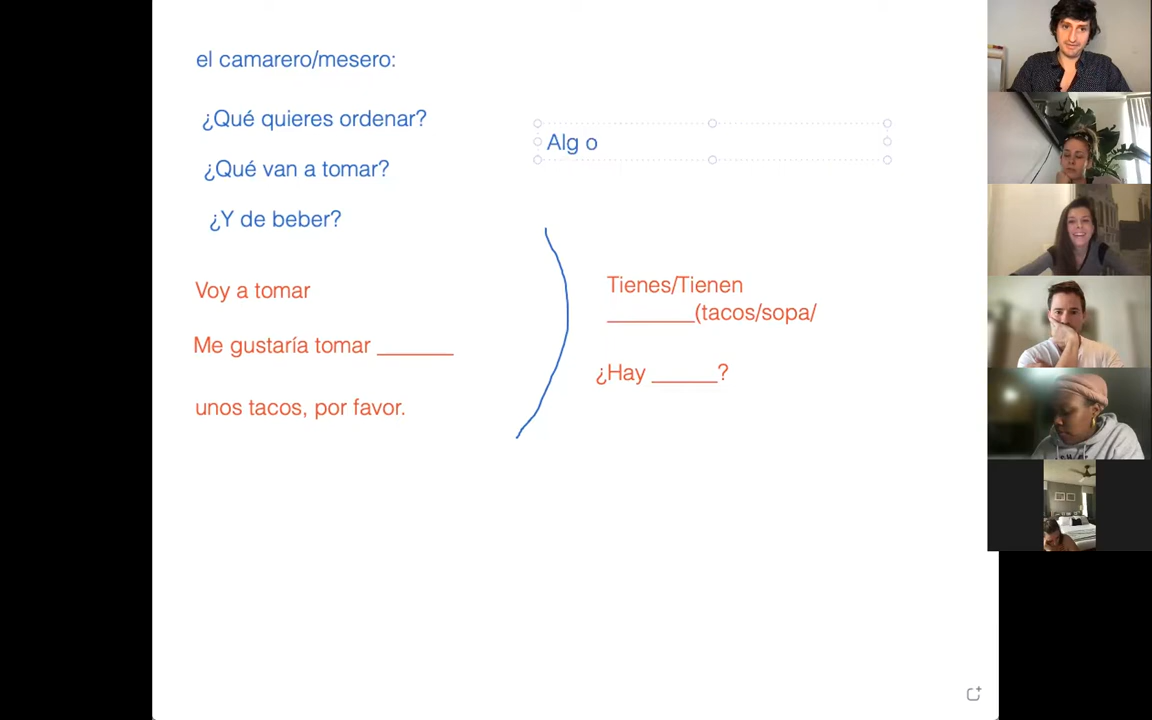 el camarero/mesero:
¿Qué quieres ordenar?
Alg o
¿Qué van a tomar?
¿Y de beber?
Voy a tomar
Me gustaría tomar _______
unos tacos, por favor.
Tienes/Tienen
________(tacos/sopa/
¿Hay ______?